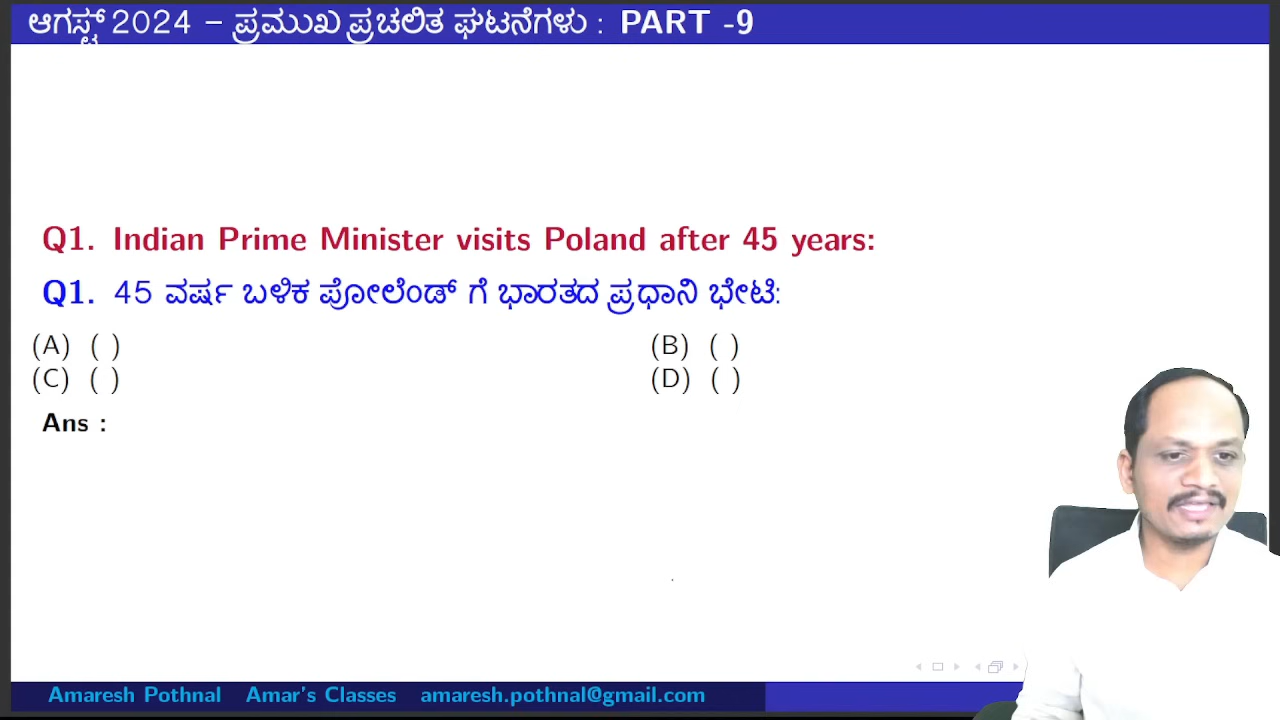 ಆಗಸ್ಟ್ 2024 – ಪ್ರಮುಖ ಪ್ರಚಲಿತ ಘಟನೆಗಳು : PART -9
Q1. Indian Prime Minister visits Poland after 45 years:
Q1. 45 ವರ್ಷ ಬಳಿಕ ಪೋಲೆಂಡ್ ಗೆ ಭಾರತದ ಪ್ರಧಾನಿ ಭೇಟಿ:
(A) ( ) (B) ( )
(C) ( ) (D) ( )
Ans :
Amaresh Pothnal Amar's Classes amaresh.pothnal@gmail.com